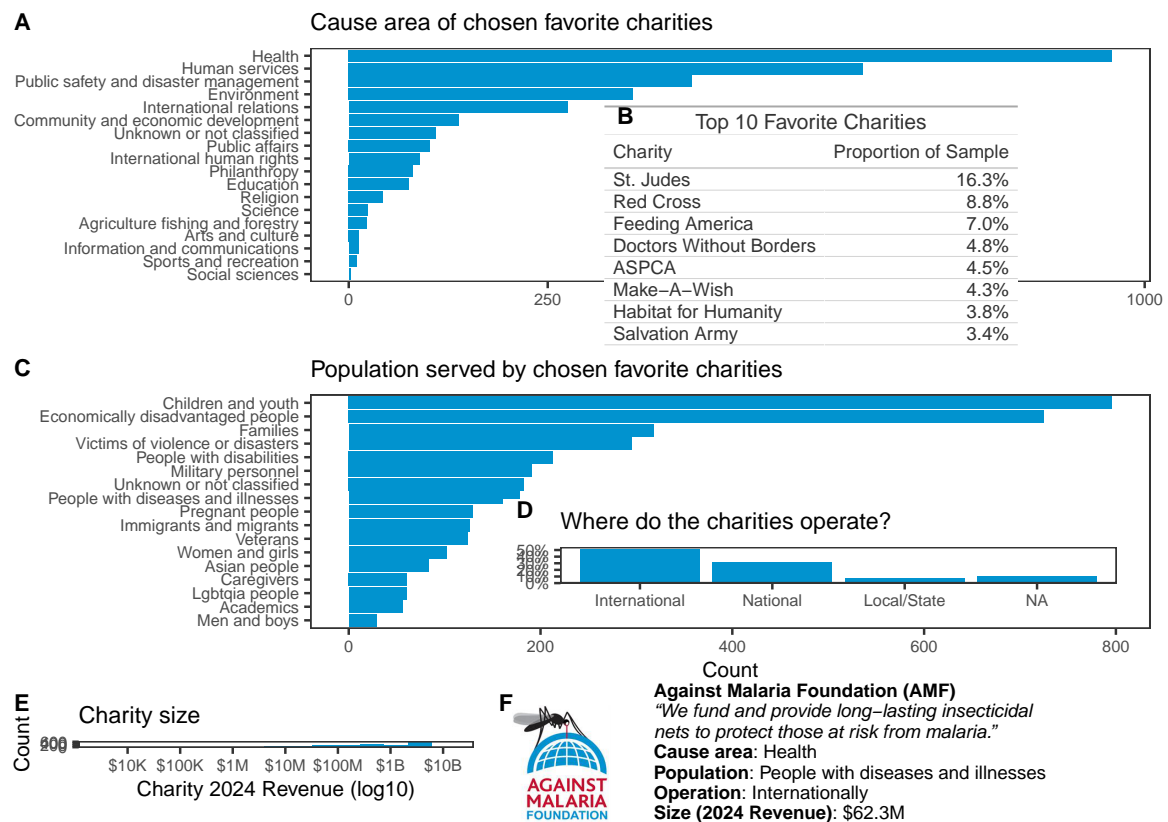 A
Cause area of chosen favorite charities
Health
Human services
Public safety and disaster management
Environment
International relations
Community and economic development
Unknown or not classified
Public affairs
International human rights
Philanthropy
Education
Religion
Science
Agriculture fishing and forestry
Arts and culture
Information and communications
Sports and recreation
Social sciences
0 250 1000
B
Top 10 Favorite Charities
Charity Proportion of Sample
St. Judes 16.3%
Red Cross 8.8%
Feeding America 7.0%
Doctors Without Borders 4.8%
ASPCA 4.5%
Make−A−Wish 4.3%
Habitat for Humanity 3.8%
Salvation Army 3.4%
C
Population served by chosen favorite charities
Children and youth
Economically disadvantaged people
Families
Victims of violence or disasters
People with disabilities
Military personnel
Unknown or not classified
People with diseases and illnesses
Pregnant people
Immigrants and migrants
Veterans
Women and girls
Asian people
Caregivers
Lgbtqia people
Academics
Men and boys
0 200 400 600 800
Count
D
Where do the charities operate?
50%
40%
30%
20%
10%
0%
International National Local/State NA
E
Charity size
Count
600
200
$10K $100K $1M $10M $100M $1B $10B
Charity 2024 Revenue (log10)
F
AGAINST
MALARIA
FOUNDATION
Against Malaria Foundation (AMF)
“We fund and provide long−lasting insecticidal
nets to protect those at risk from malaria.”
Cause area: Health
Population: People with diseases and illnesses
Operation: Internationally
Size (2024 Revenue): $62.3M